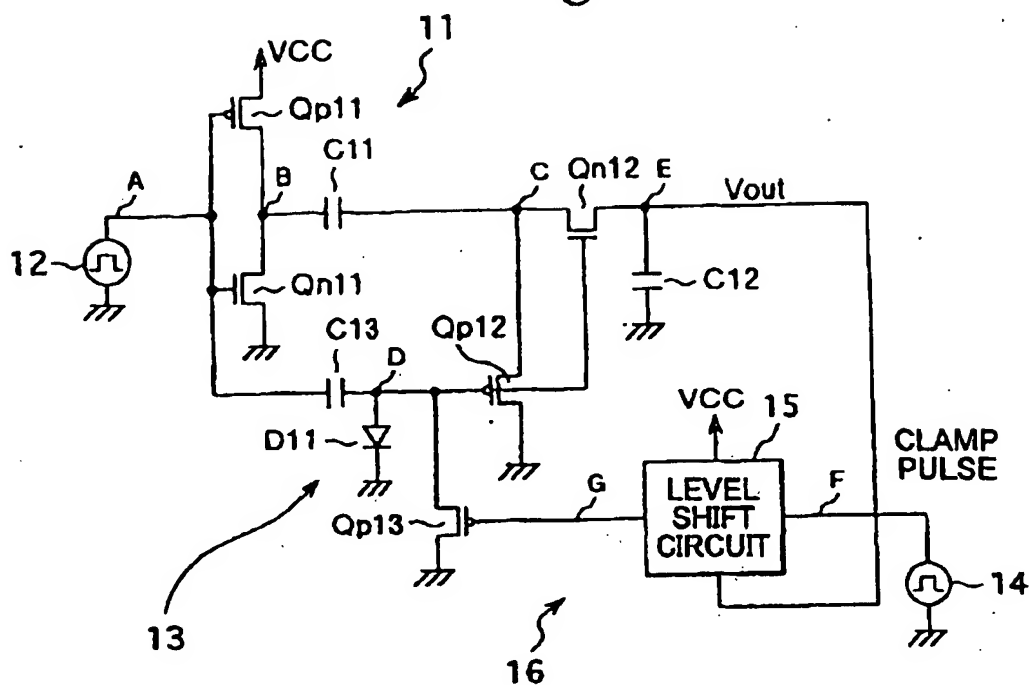 11
VCC
Qp11
C11
A
B
C
Qn12
E
Vout
12
Qn11
C12
C13
Qp12
D
VCC
15
D11
CLAMP
PULSE
G
LEVEL
SHIFT
CIRCUIT
F
Qp13
14
13
16